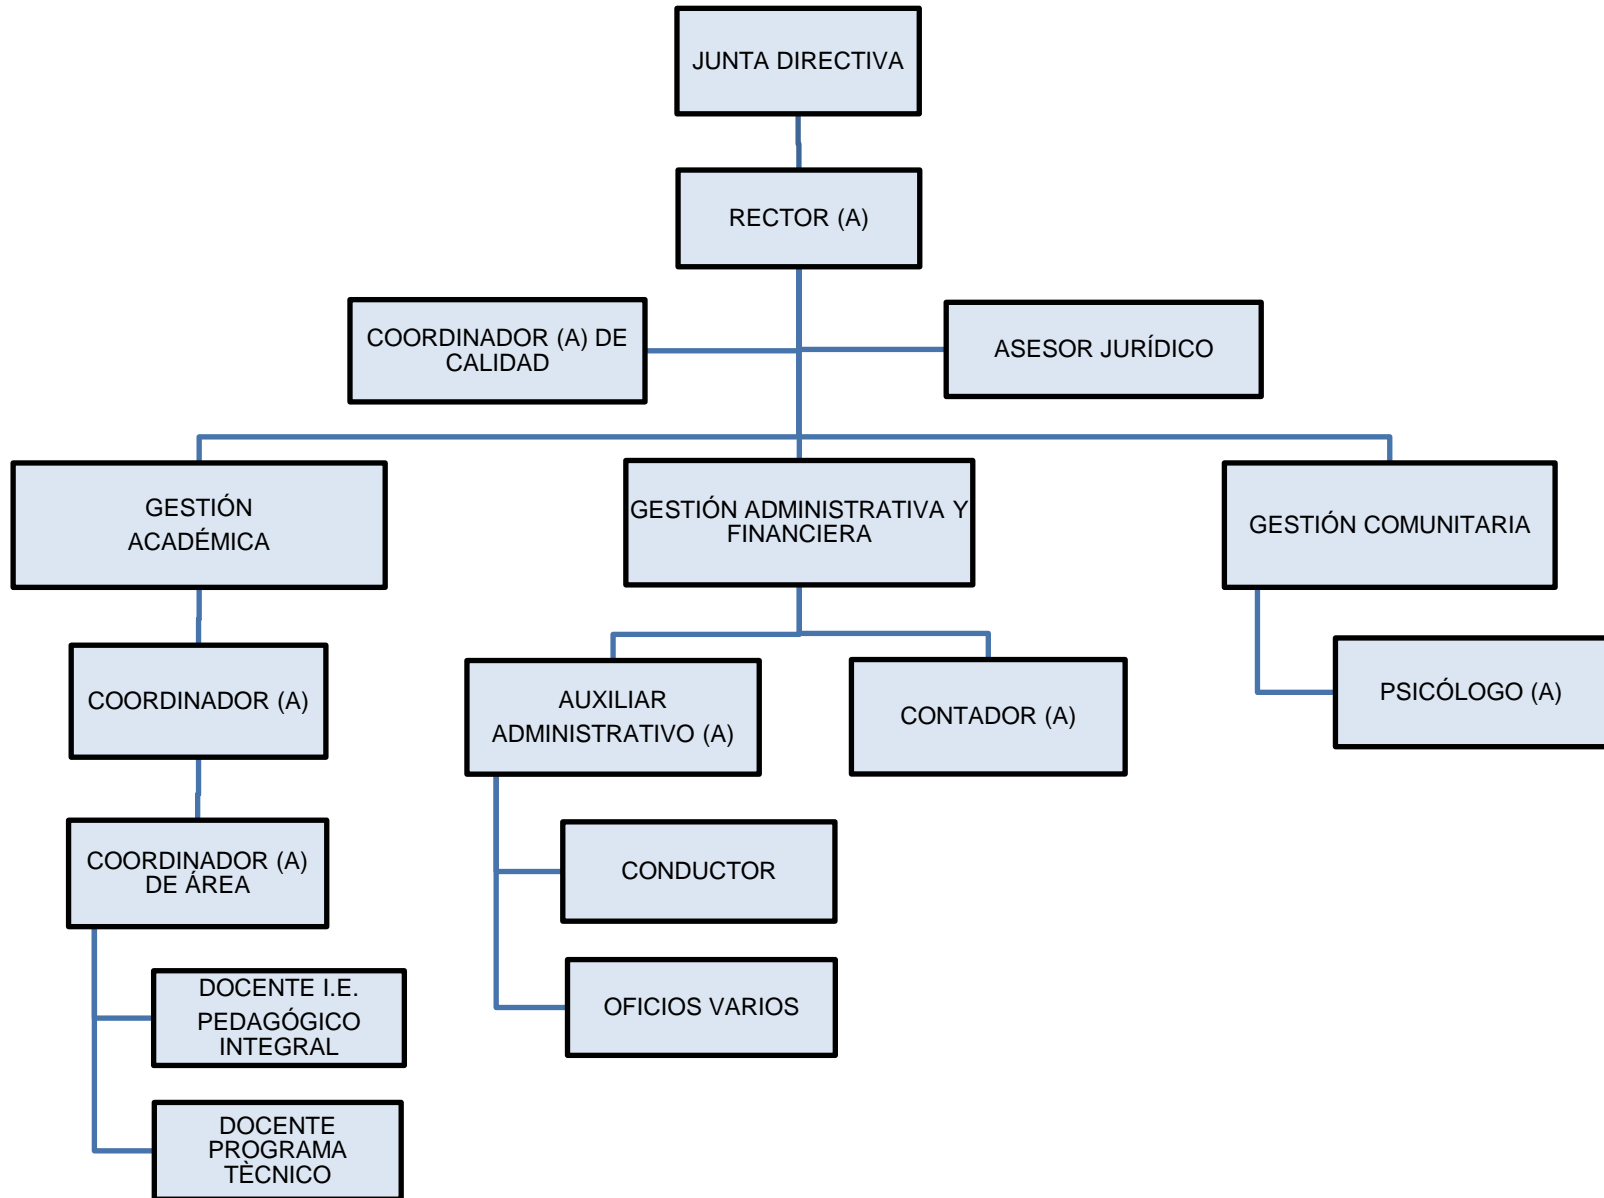 JUNTA DIRECTIVA
RECTOR (A)
COORDINADOR (A) DE
CALIDAD
ASESOR JURÍDICO
GESTIÓN
ACADÉMICA
GESTIÓN ADMINISTRATIVA Y
FINANCIERA
GESTIÓN COMUNITARIA
COORDINADOR (A)
AUXILIAR
ADMINISTRATIVO (A)
CONTADOR (A)
PSICÓLOGO (A)
COORDINADOR (A)
DE ÁREA
CONDUCTOR
OFICIOS VARIOS
DOCENTE I.E.
PEDAGÓGICO
INTEGRAL
DOCENTE
PROGRAMA
TÈCNICO